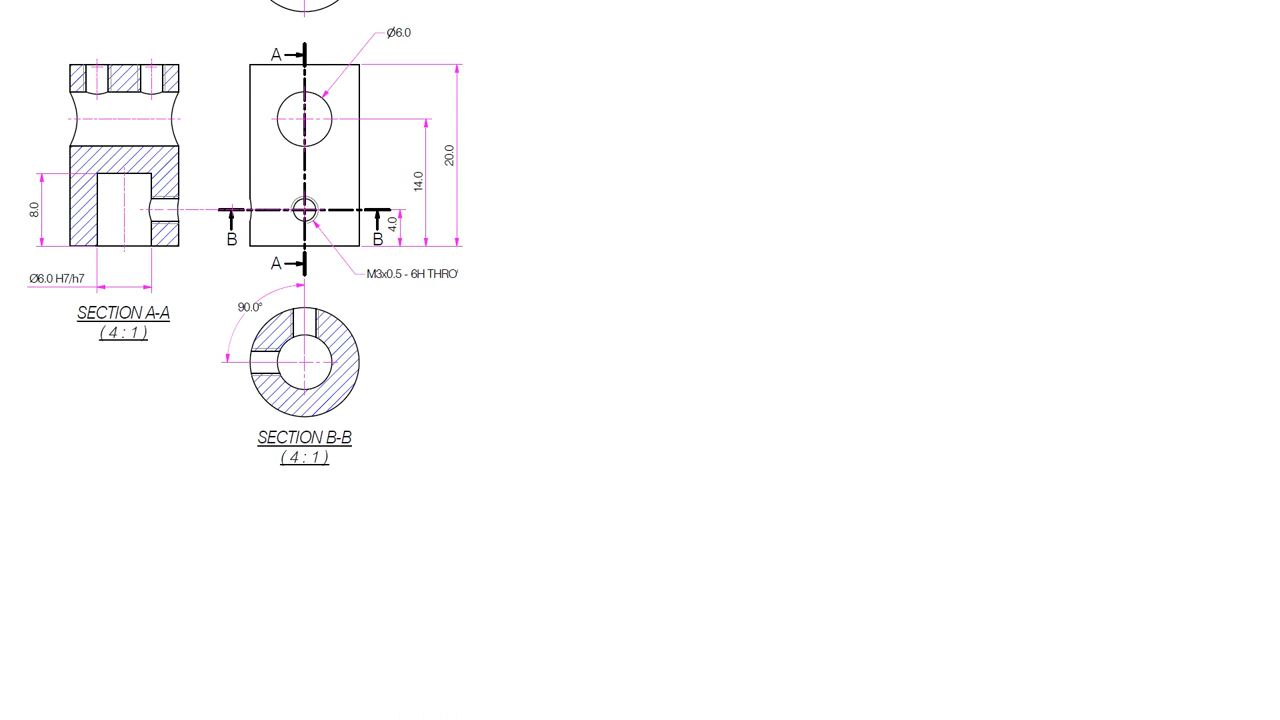 Ø6.0
A
20.0
14.0
8.0
4.0
B
B
A
M3x0.5 - 6H THRU
Ø6.0 H7/h7
90.0°
SECTION A-A
( 4 : 1 )
SECTION B-B
( 4 : 1 )